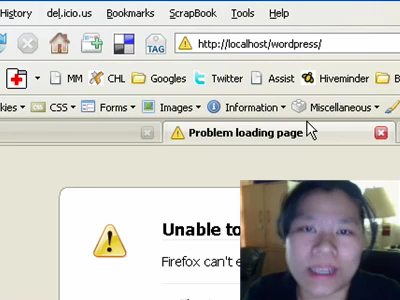 History del.icio.us Bookmarks ScrapBook Tools Help
TAG http://localhost/wordpress/
MM CHL Googles Twitter Assist Hiveminder B
kies CSS Forms Images Information Miscellaneous
Problem loading page
Unable to
Firefox can't e